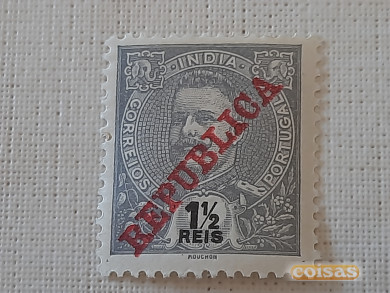 INDIA
CORREIOS
PORTUGAL
REPUBLICA
1½
REIS
MOUCHON
coisas